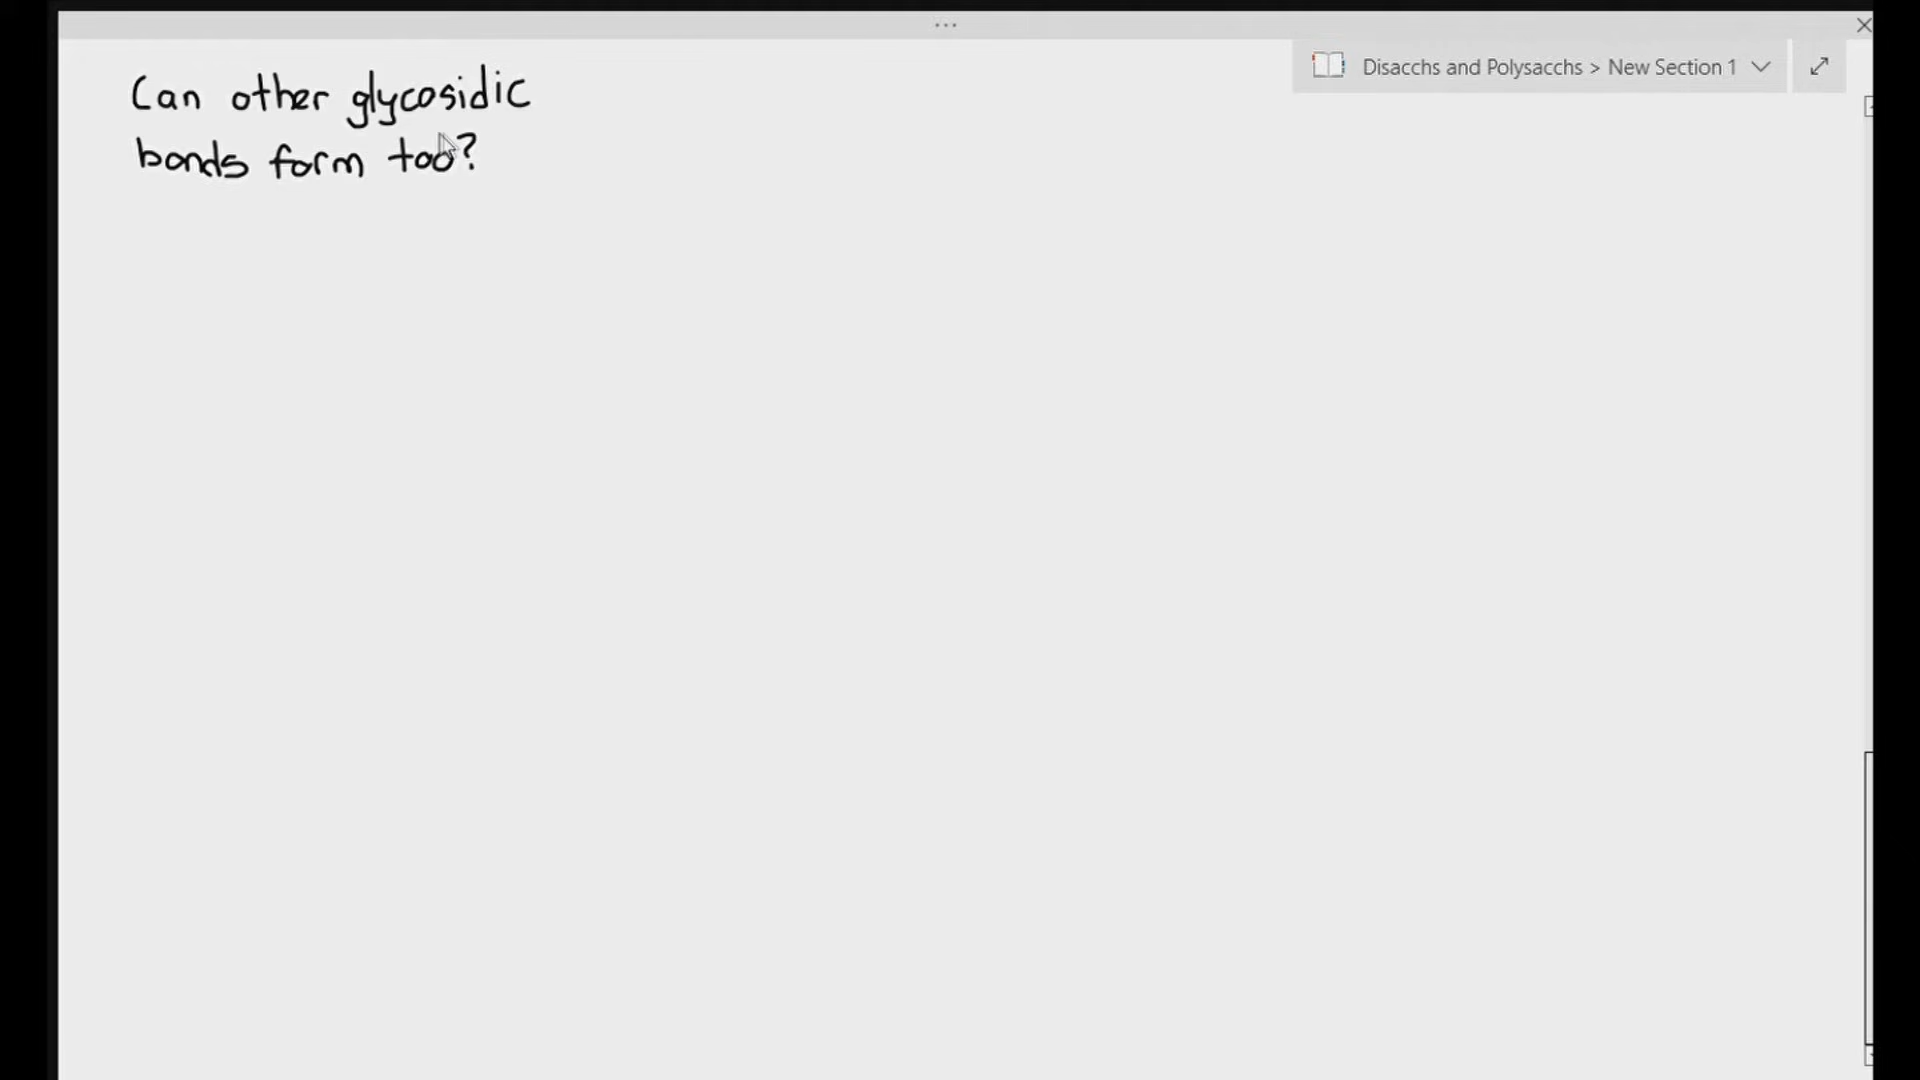 ...
Disacchs and Polysacchs > New Section 1
Can other glycosidic
bonds form too?